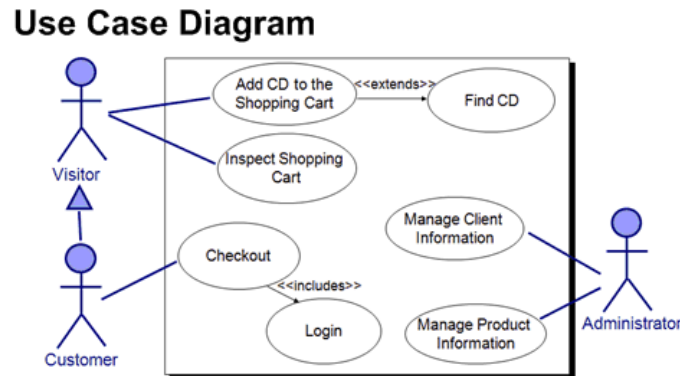 Use Case Diagram
Add CD to the
Shopping Cart
<<extends>>
Find CD
Visitor
Inspect Shopping
Cart
Manage Client
Information
Checkout
<<includes>>
Login
Customer
Manage Product
Information
Administrator